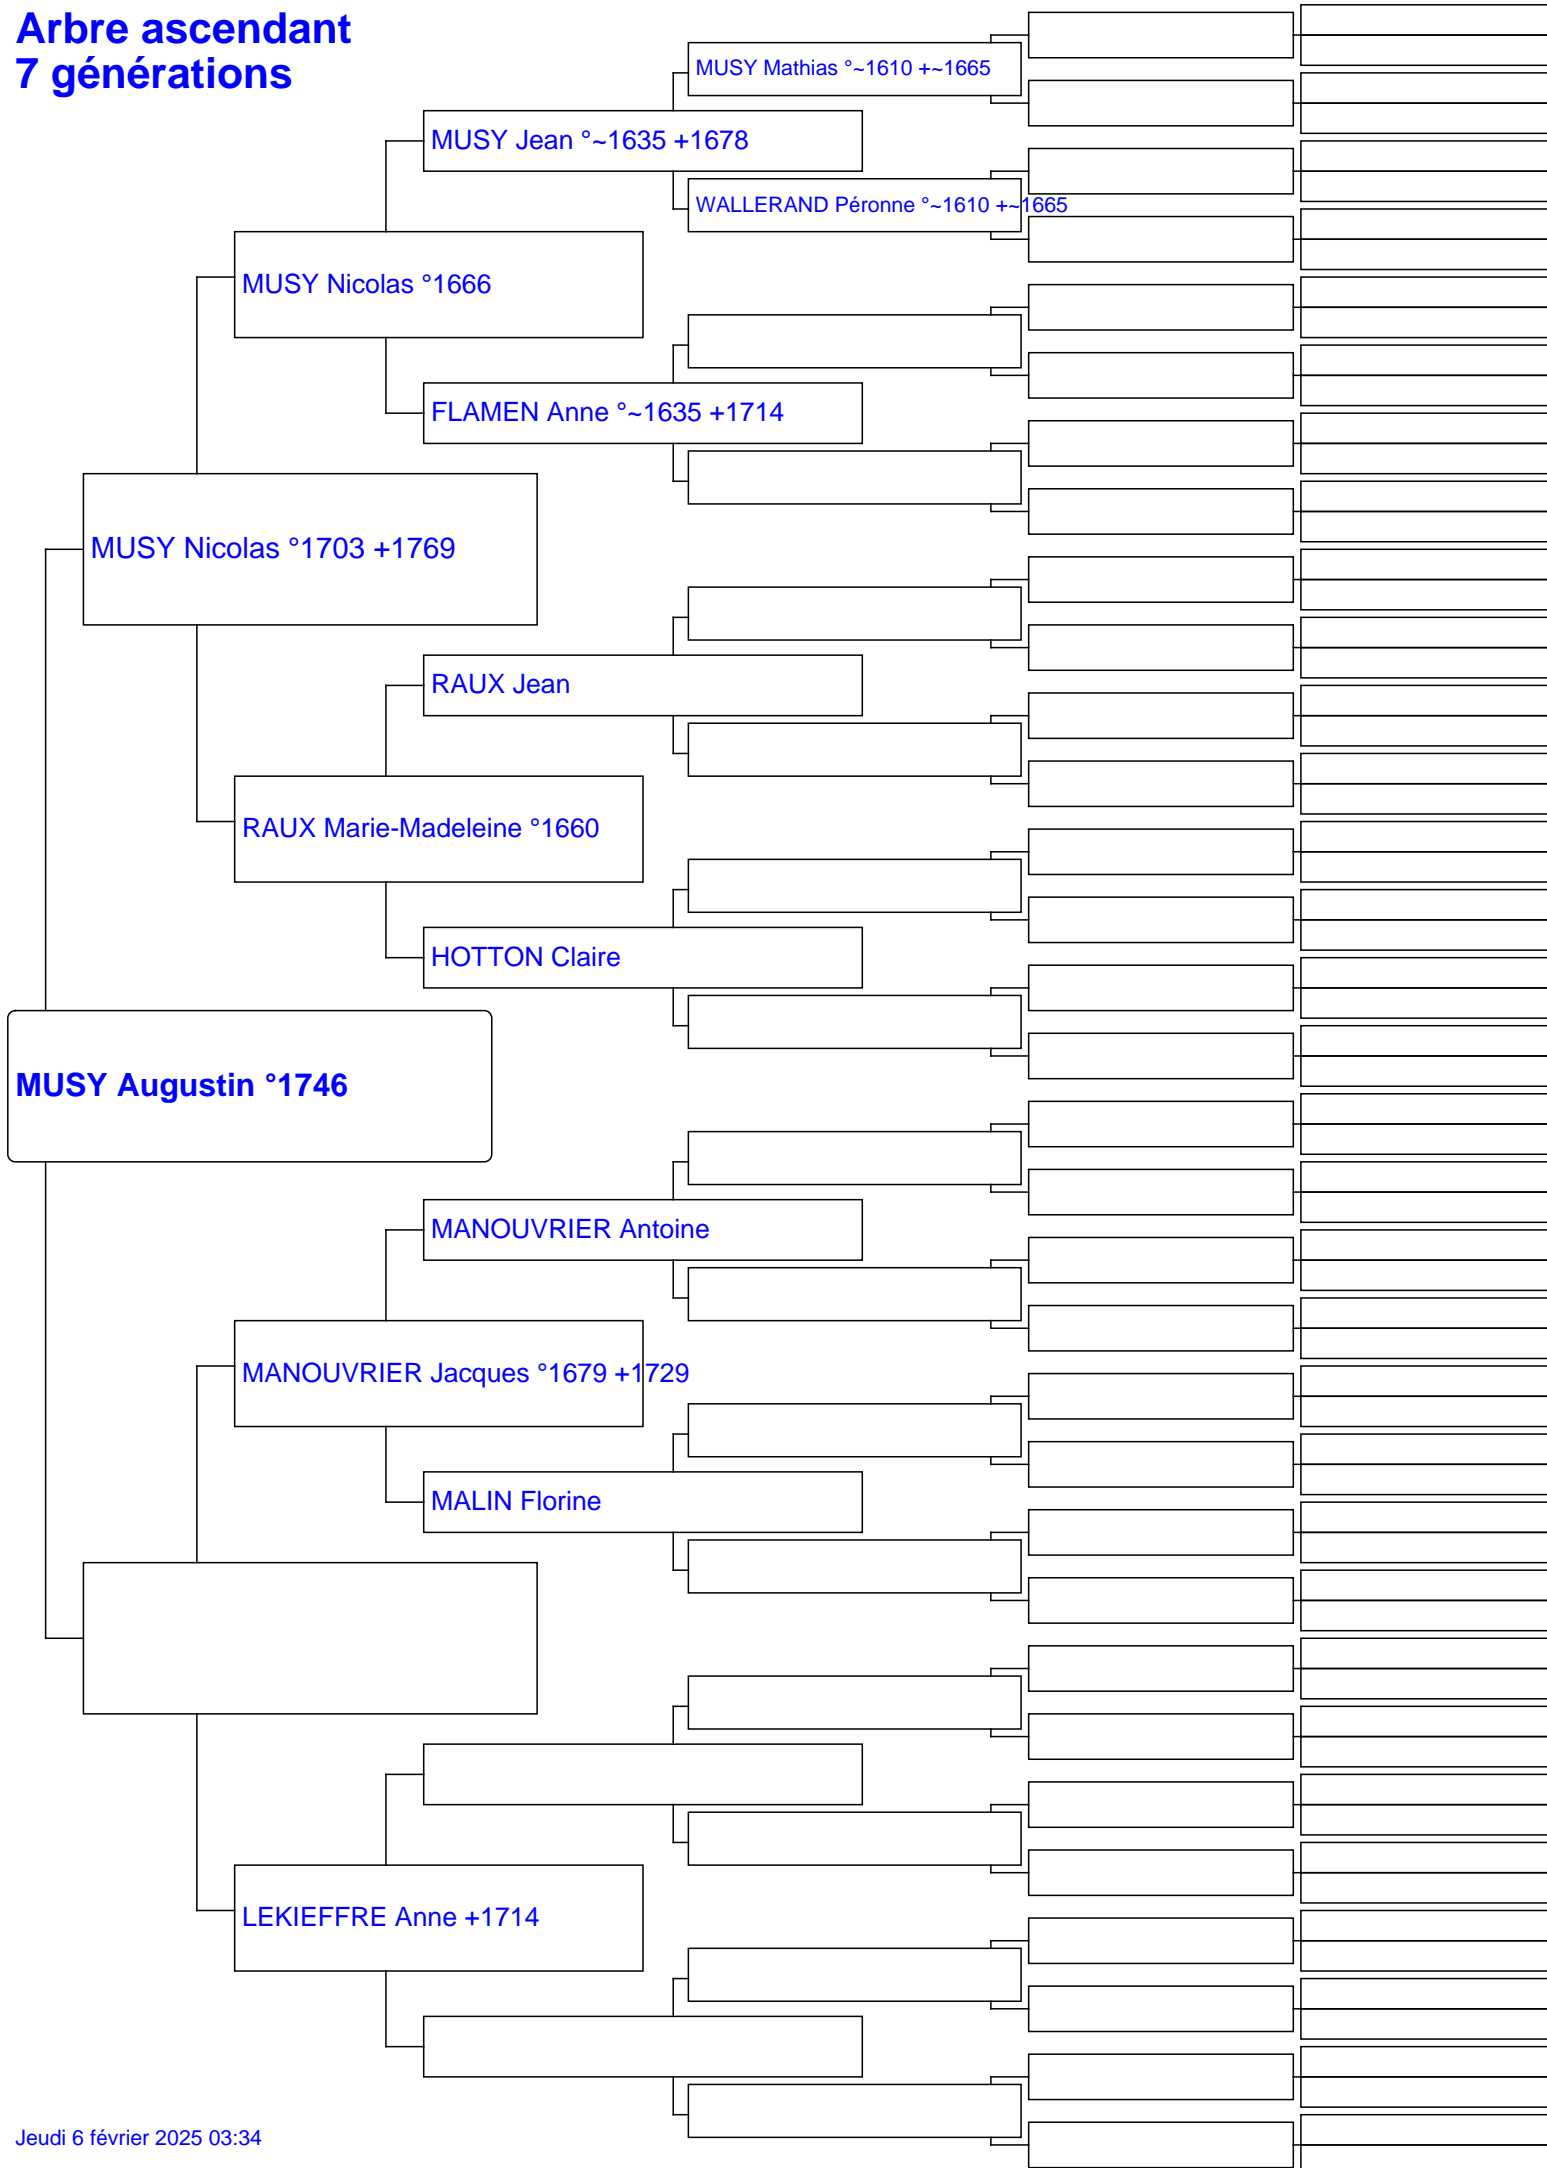 Arbre ascendant
7 générations
MUSY Mathias °~1610 +~1665
MUSY Jean °~1635 +1678
WALLERAND Péronne °~1610 +~1665
MUSY Nicolas °1666
FLAMEN Anne °~1635 +1714
MUSY Nicolas °1703 +1769
RAUX Jean
RAUX Marie-Madeleine °1660
HOTTON Claire
MUSY Augustin °1746
MANOUVRIER Antoine
MANOUVRIER Jacques °1679 +1729
MALIN Florine
LEKIEFFRE Anne +1714
Jeudi 6 février 2025 03:34